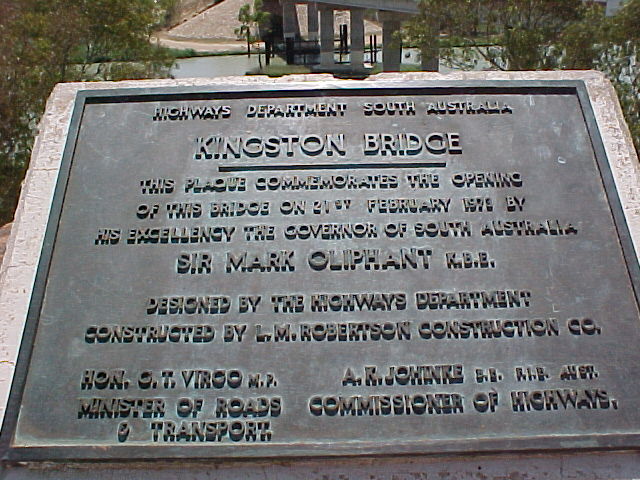 HIGHWAYS DEPARTMENT SOUTH AUSTRALIA
KINGSTON BRIDGE
THIS PLAQUE COMMEMORATES THE OPENING
OF THIS BRIDGE ON 21ST FEBRUARY 1973 BY
HIS EXCELLENCY THE GOVERNOR OF SOUTH AUSTRALIA
SIR MARK OLIPHANT K.B.E.
DESIGNED BY THE HIGHWAYS DEPARTMENT
CONSTRUCTED BY L.M. ROBERTSON CONSTRUCTION CO.
HON. G. T. VIRGO M.P.
MINISTER OF ROADS
& TRANSPORT.
A. K. JOHINKE B.E. F.I.E. AUST.
COMMISSIONER OF HIGHWAYS.